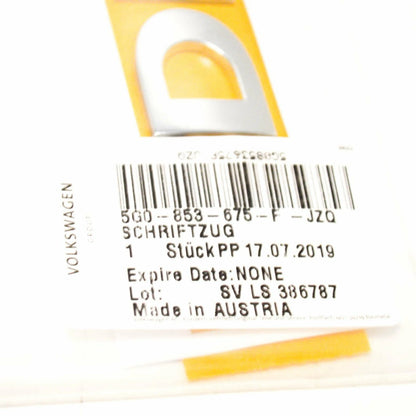 VOLKSWAGEN
5G0-853-675-F-JZQ
SCHRIFTZUG
1 Stück PP 17.07.2019
Expire Date:NONE
Lot: SV LS 386787
Made in AUSTRIA